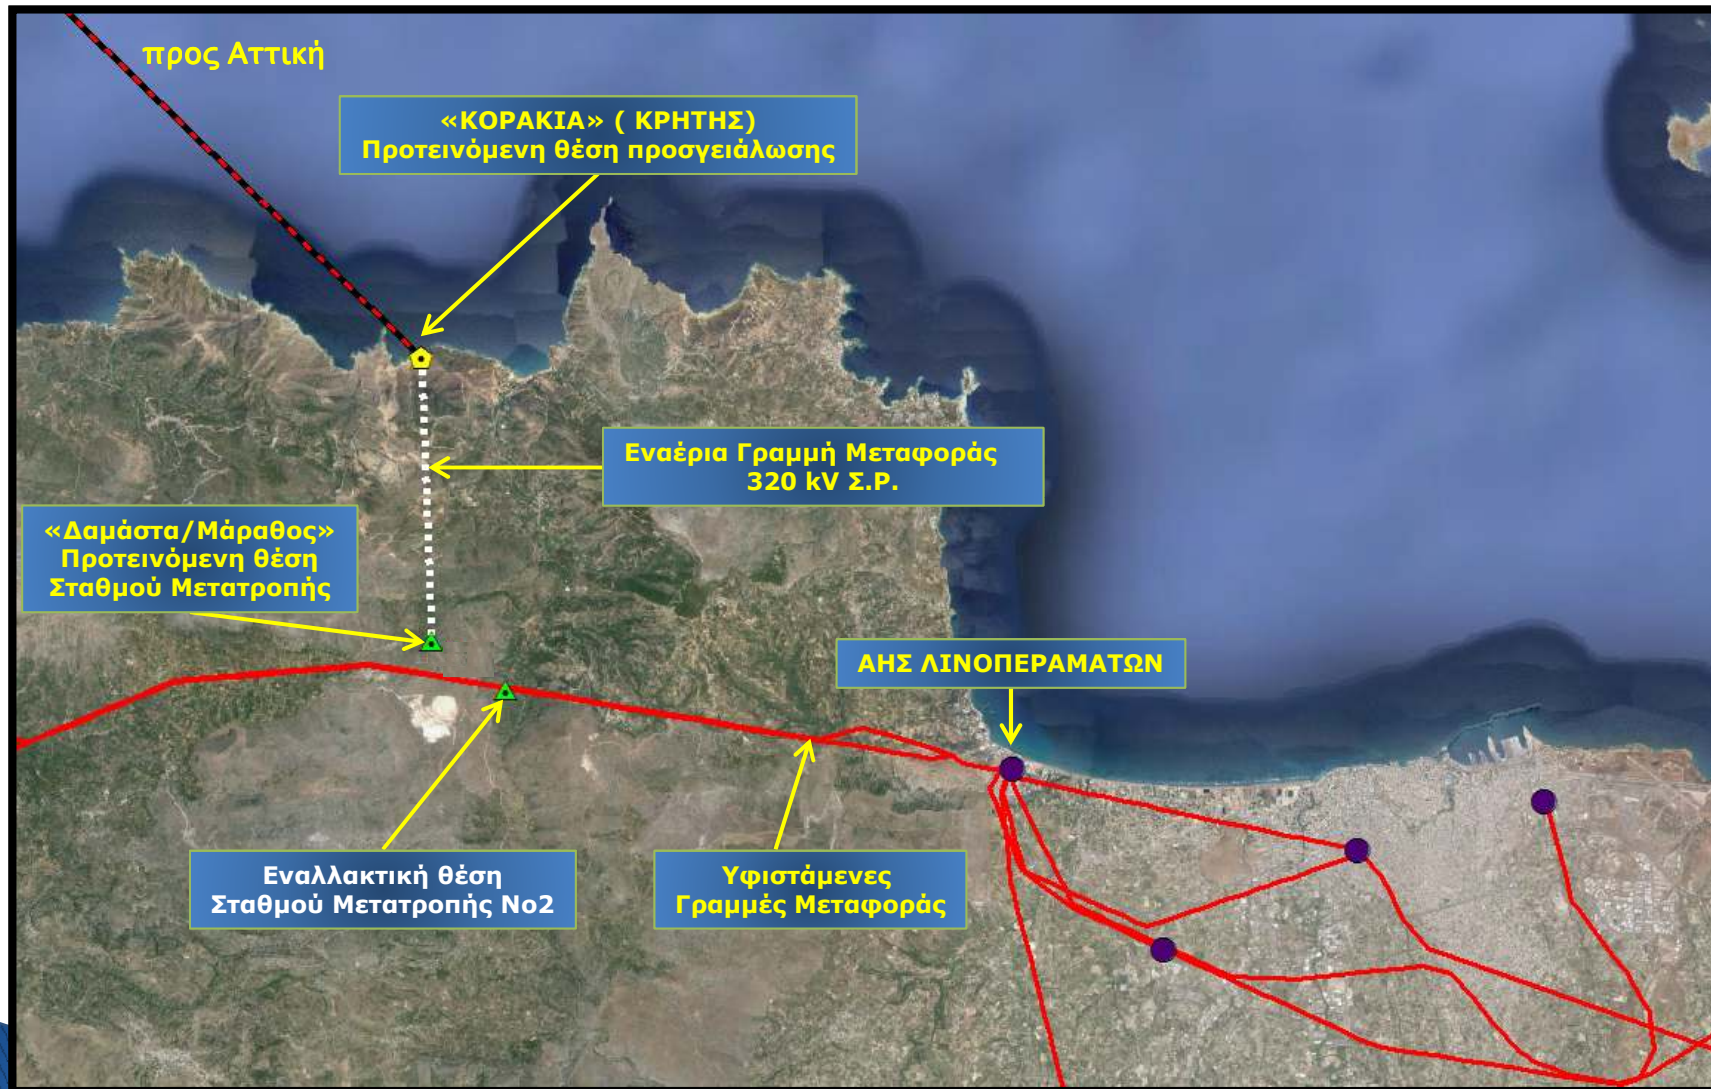 προς Αττική
«ΚΟΡΑΚΙΑ» ( ΚΡΗΤΗΣ)
Προτεινόμενη θέση προσγειάλωσης
Εναέρια Γραμμή Μεταφοράς
320 kV Σ.Ρ.
«Δαμάστα/Μάραθος»
Προτεινόμενη θέση
Σταθμού Μετατροπής
ΑΗΣ ΛΙΝΟΠΕΡΑΜΑΤΩΝ
Εναλλακτική θέση
Σταθμού Μετατροπής Νο2
Υφιστάμενες
Γραμμές Μεταφοράς